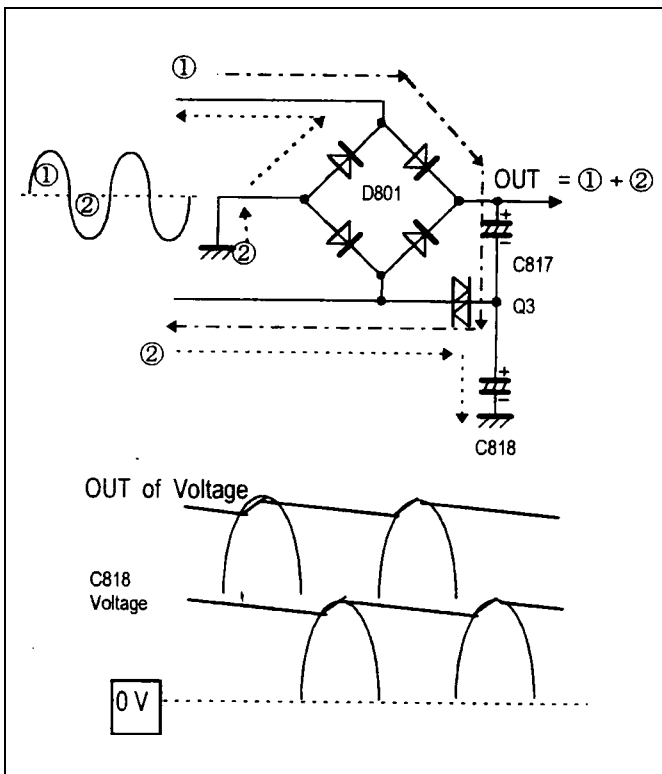 ①
①
②
D801
OUT = ① + ②
+
−
②
C817
Q3
②
+
−
C818
OUT of Voltage
C818
Voltage
0 V